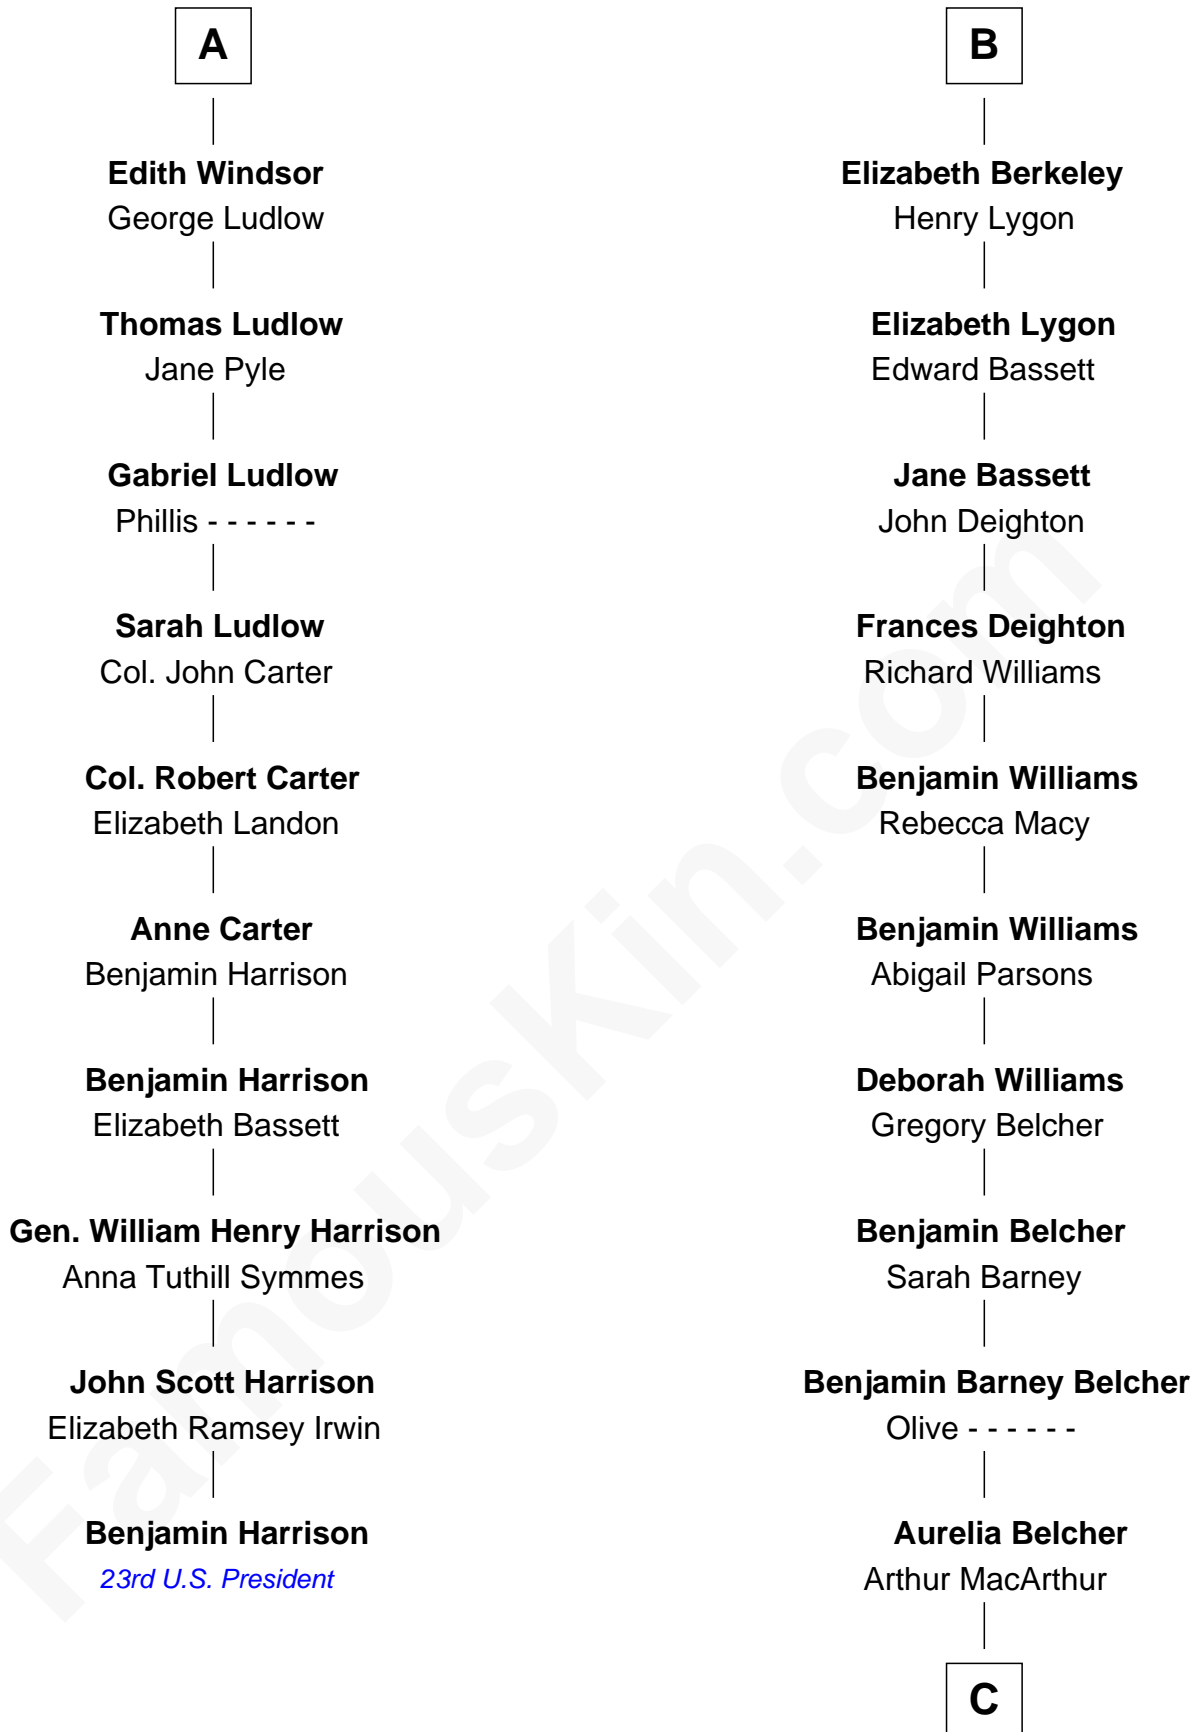 A
Edith Windsor
George Ludlow
Thomas Ludlow
Jane Pyle
Gabriel Ludlow
Phillis - - - - - -
Sarah Ludlow
Col. John Carter
Col. Robert Carter
Elizabeth Landon
Anne Carter
Benjamin Harrison
Benjamin Harrison
Elizabeth Bassett
Gen. William Henry Harrison
Anna Tuthill Symmes
John Scott Harrison
Elizabeth Ramsey Irwin
Benjamin Harrison
23rd U.S. President
B
Elizabeth Berkeley
Henry Lygon
Elizabeth Lygon
Edward Bassett
Jane Bassett
John Deighton
Frances Deighton
Richard Williams
Benjamin Williams
Rebecca Macy
Benjamin Williams
Abigail Parsons
Deborah Williams
Gregory Belcher
Benjamin Belcher
Sarah Barney
Benjamin Barney Belcher
Olive - - - - - -
Aurelia Belcher
Arthur MacArthur
C
FamousKin.com